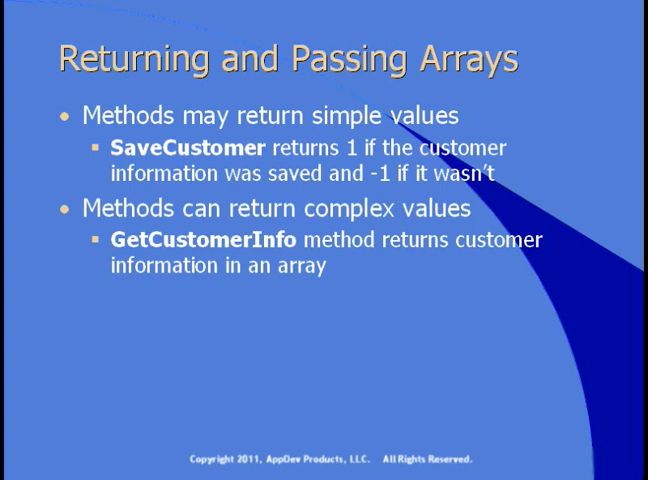 Returning and Passing Arrays
• Methods may return simple values
▪ SaveCustomer returns 1 if the customer
information was saved and -1 if it wasn't
• Methods can return complex values
▪ GetCustomerInfo method returns customer
information in an array
Copyright 2011, AppDev Products, LLC. All Rights Reserved.